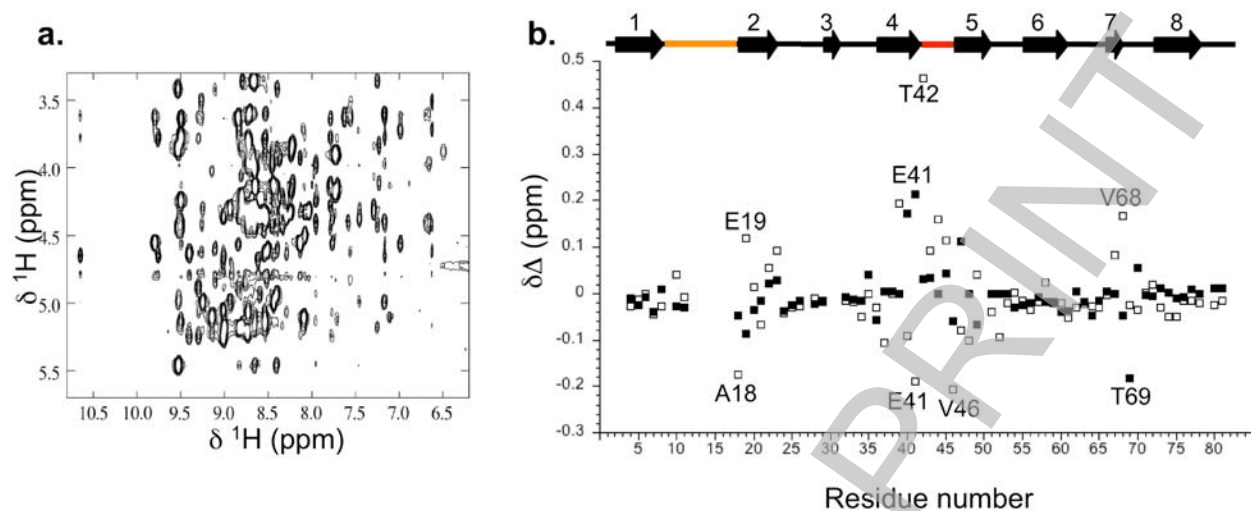 a.
3.5
4.0
4.5
5.0
5.5
δ ¹H (ppm)
10.5 10.0 9.5 9.0 8.5 8.0 7.5 7.0 6.5
δ ¹H (ppm)
b.
1 2 3 4 5 6 7 8
0.5
0.4
0.3
0.2
0.1
0
-0.1
-0.2
-0.3
δΔ (ppm)
T42
E41
V68
E19
A18
E41
V46
T69
5 10 15 20 25 30 35 40 45 50 55 60 65 70 75 80
Residue number
PRINT